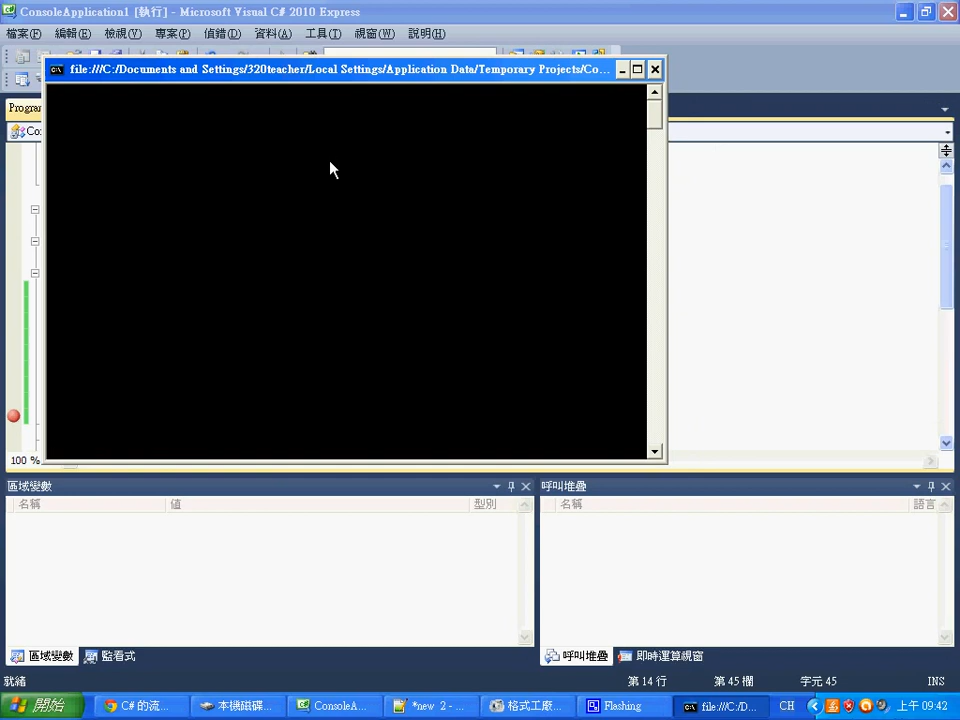 ConsoleApplication1 [執行] - Microsoft Visual C# 2010 Express
檔案(F) 編輯(E) 檢視(V) 專案(P) 偵錯(D) 資料(A) 工具(T) 視窗(W) 說明(H)
file:///C:/Documents and Settings/320teacher/Local Settings/Application Data/Temporary Projects/Co...
Program
Co
100 %
區域變數
名稱 值 型別
呼叫堆疊
名稱 語言
區域變數 監看式
呼叫堆疊 即時運算視窗
就緒 第 14 行 第 45 欄 字元 45 INS
開始 C# 的流... 本機磁碟... ConsoleA... *new 2 - ... 格式工廠... Flashing file:///C:/D... CH 上午 09:42